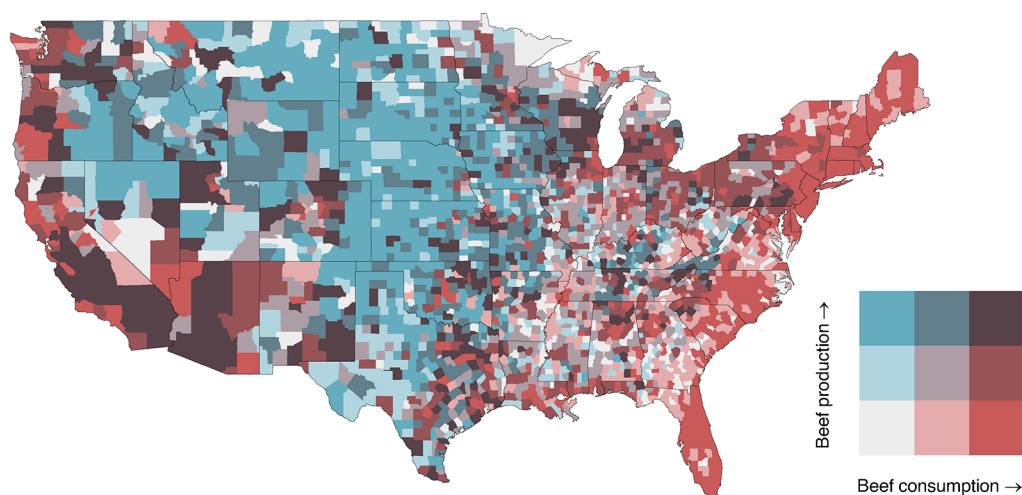 Beef production →
Beef consumption →